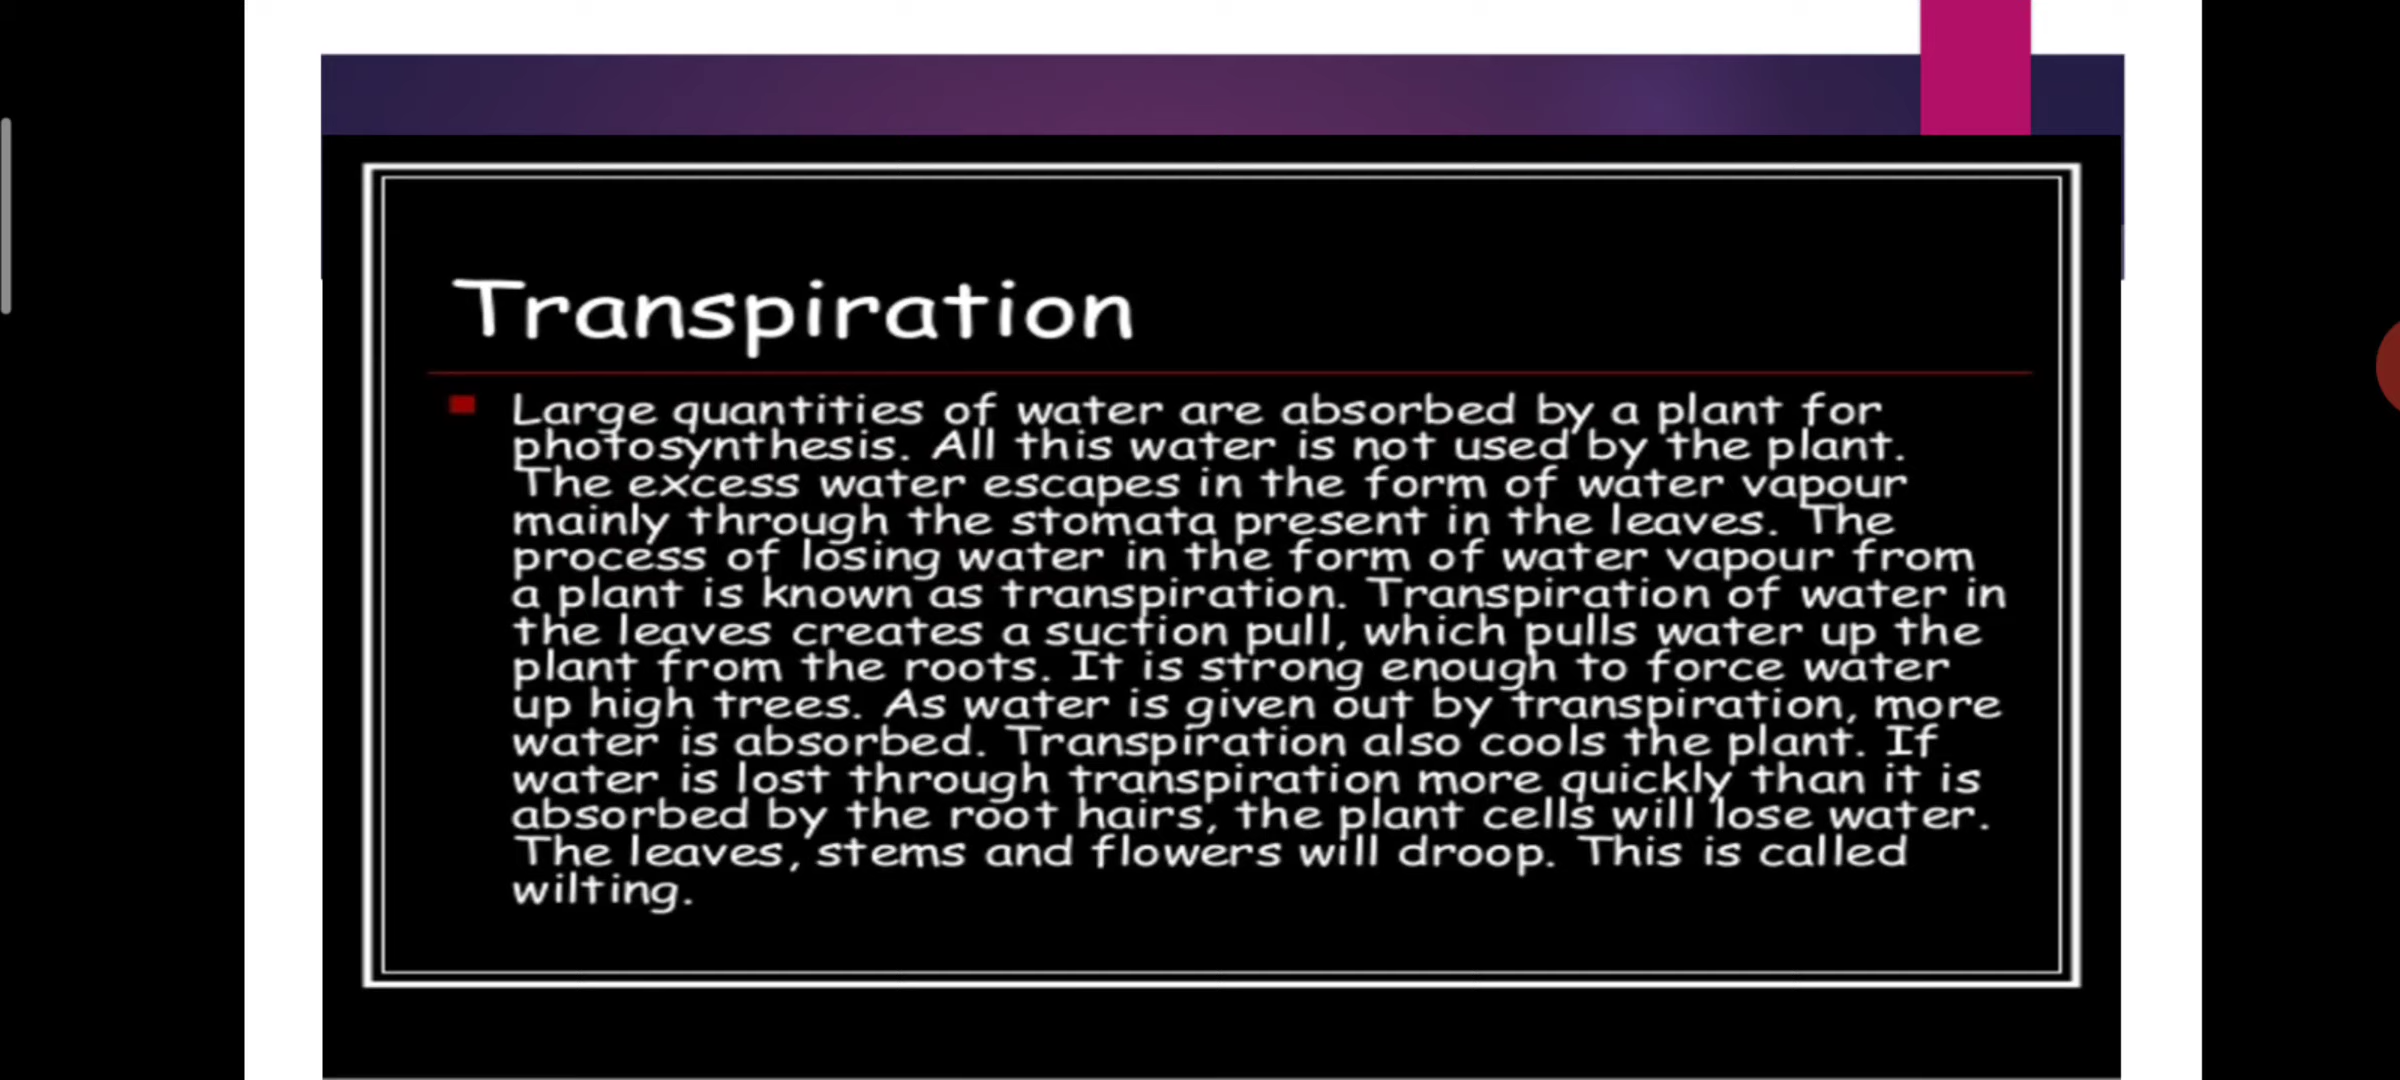 Transpiration
Large quantities of water are absorbed by a plant for
photosynthesis. All this water is not used by the plant.
The excess water escapes in the form of water vapour
mainly through the stomata present in the leaves. The
process of losing water in the form of water vapour from
a plant is known as transpiration. Transpiration of water in
the leaves creates a suction pull, which pulls water up the
plant from the roots. It is strong enough to force water
up high trees. As water is given out by transpiration, more
water is absorbed. Transpiration also cools the plant. If
water is lost through transpiration more quickly than it is
absorbed by the root hairs, the plant cells will lose water.
The leaves, stems and flowers will droop. This is called
wilting.